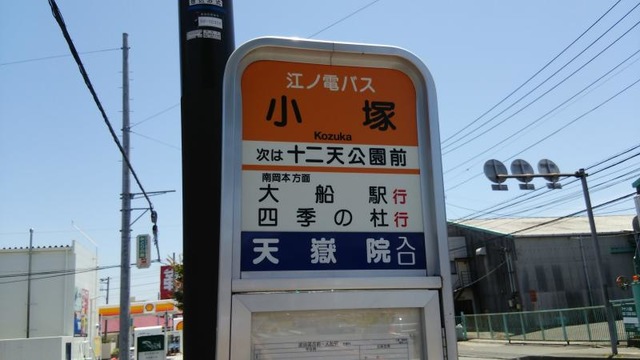 江ノ電バス
小塚
Kozuka
次は十二天公園前
南岡本方面
大船駅行
四季の杜行
天嶽院入口